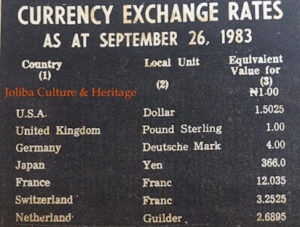 CURRENCY EXCHANGE RATES
AS AT SEPTEMBER 26, 1983
Country Local Unit Equivalent
(1) (2) Value for
(3)
₦1.00
Joliba Culture & Heritage
U.S.A. Dollar 1.5025
United Kingdom Pound Sterling 1.00
Germany Deutsche Mark 4.00
Japan Yen 366.0
France Franc 12.035
Switzerland Franc 3.2525
Netherland Guilder 2.6895